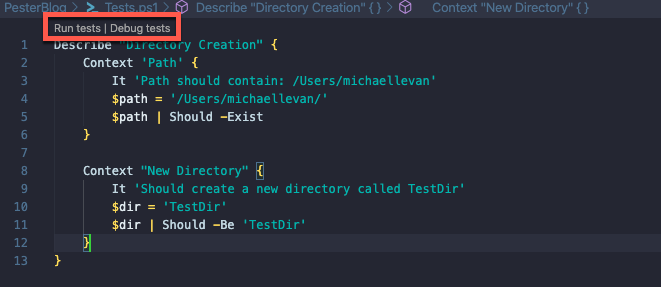 PesterBlog > _Tests.ps1 > Describe "Directory Creation" { } > Context "New Directory" { }
Run tests | Debug tests
1 Describe "Directory Creation" {
2 Context 'Path' {
3 It 'Path should contain: /Users/michaellevan'
4 $path = '/Users/michaellevan/'
5 $path | Should -Exist
6 }
7
8 Context "New Directory" {
9 It 'Should create a new directory called TestDir'
10 $dir = 'TestDir'
11 $dir | Should -Be 'TestDir'
12 }
13 }